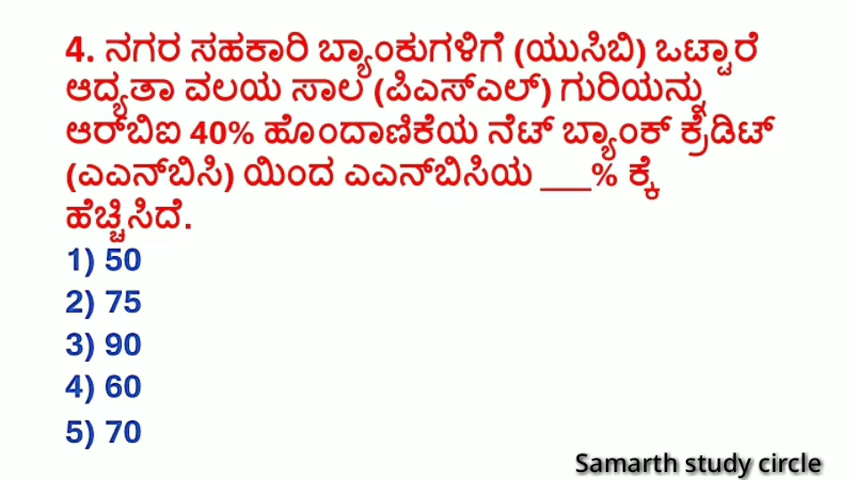 4. ನಗರ ಸಹಕಾರಿ ಬ್ಯಾಂಕುಗಳಿಗೆ (ಯುಸಿಬಿ) ಒಟ್ಟಾರೆ
ಆದ್ಯತಾ ವಲಯ ಸಾಲ (ಪಿಎಸ್ಎಲ್) ಗುರಿಯನ್ನು
ಆರ್‌ಬಿಐ 40% ಹೊಂದಾಣಿಕೆಯ ನೆಟ್ ಬ್ಯಾಂಕ್ ಕ್ರೆಡಿಟ್
(ಎಎನ್‌ಬಿಸಿ) ಯಿಂದ ಎಎನ್‌ಬಿಸಿಯ ___% ಕ್ಕೆ
ಹೆಚ್ಚಿಸಿದೆ.
1) 50
2) 75
3) 90
4) 60
5) 70
Samarth study circle